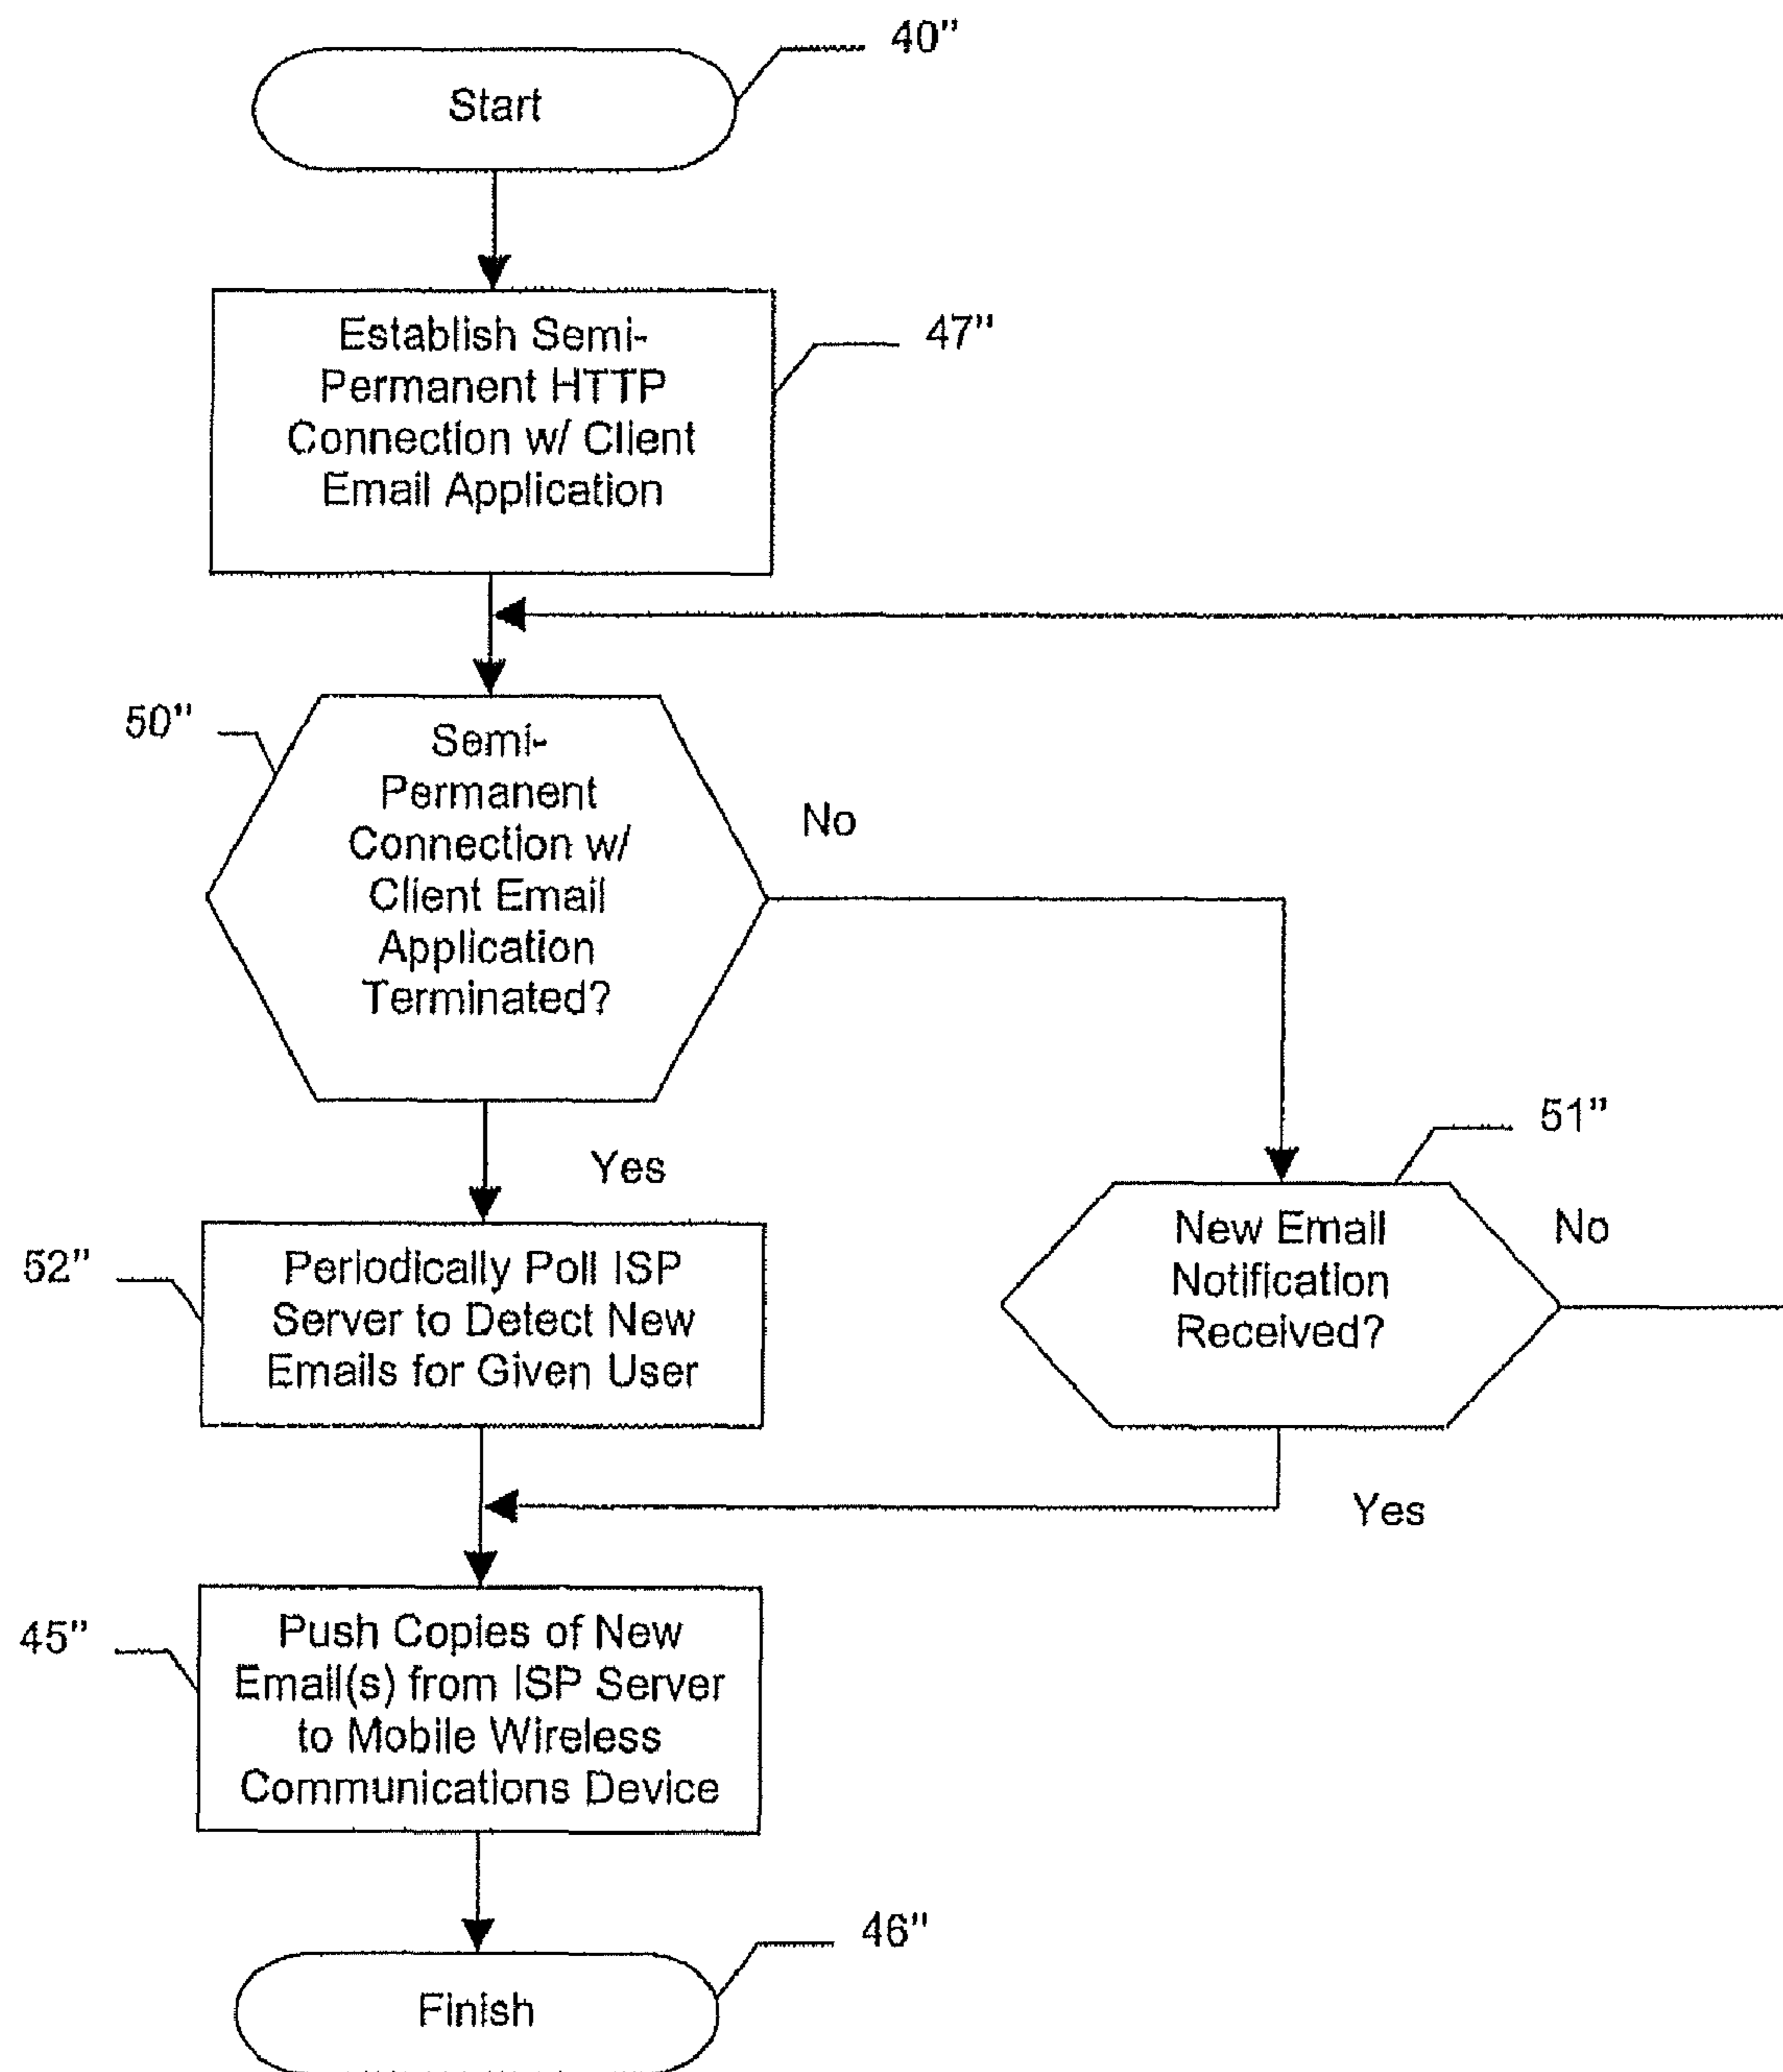 40"
Start
Establish Semi-
Permanent HTTP
Connection w/ Client
Email Application
47"
50"
Semi-
Permanent
Connection w/
Client Email
Application
Terminated?
No
Yes
51"
New Email
Notification
Received?
No
52"
Periodically Poll ISP
Server to Detect New
Emails for Given User
Yes
45"
Push Copies of New
Email(s) from ISP Server
to Mobile Wireless
Communications Device
46"
Finish